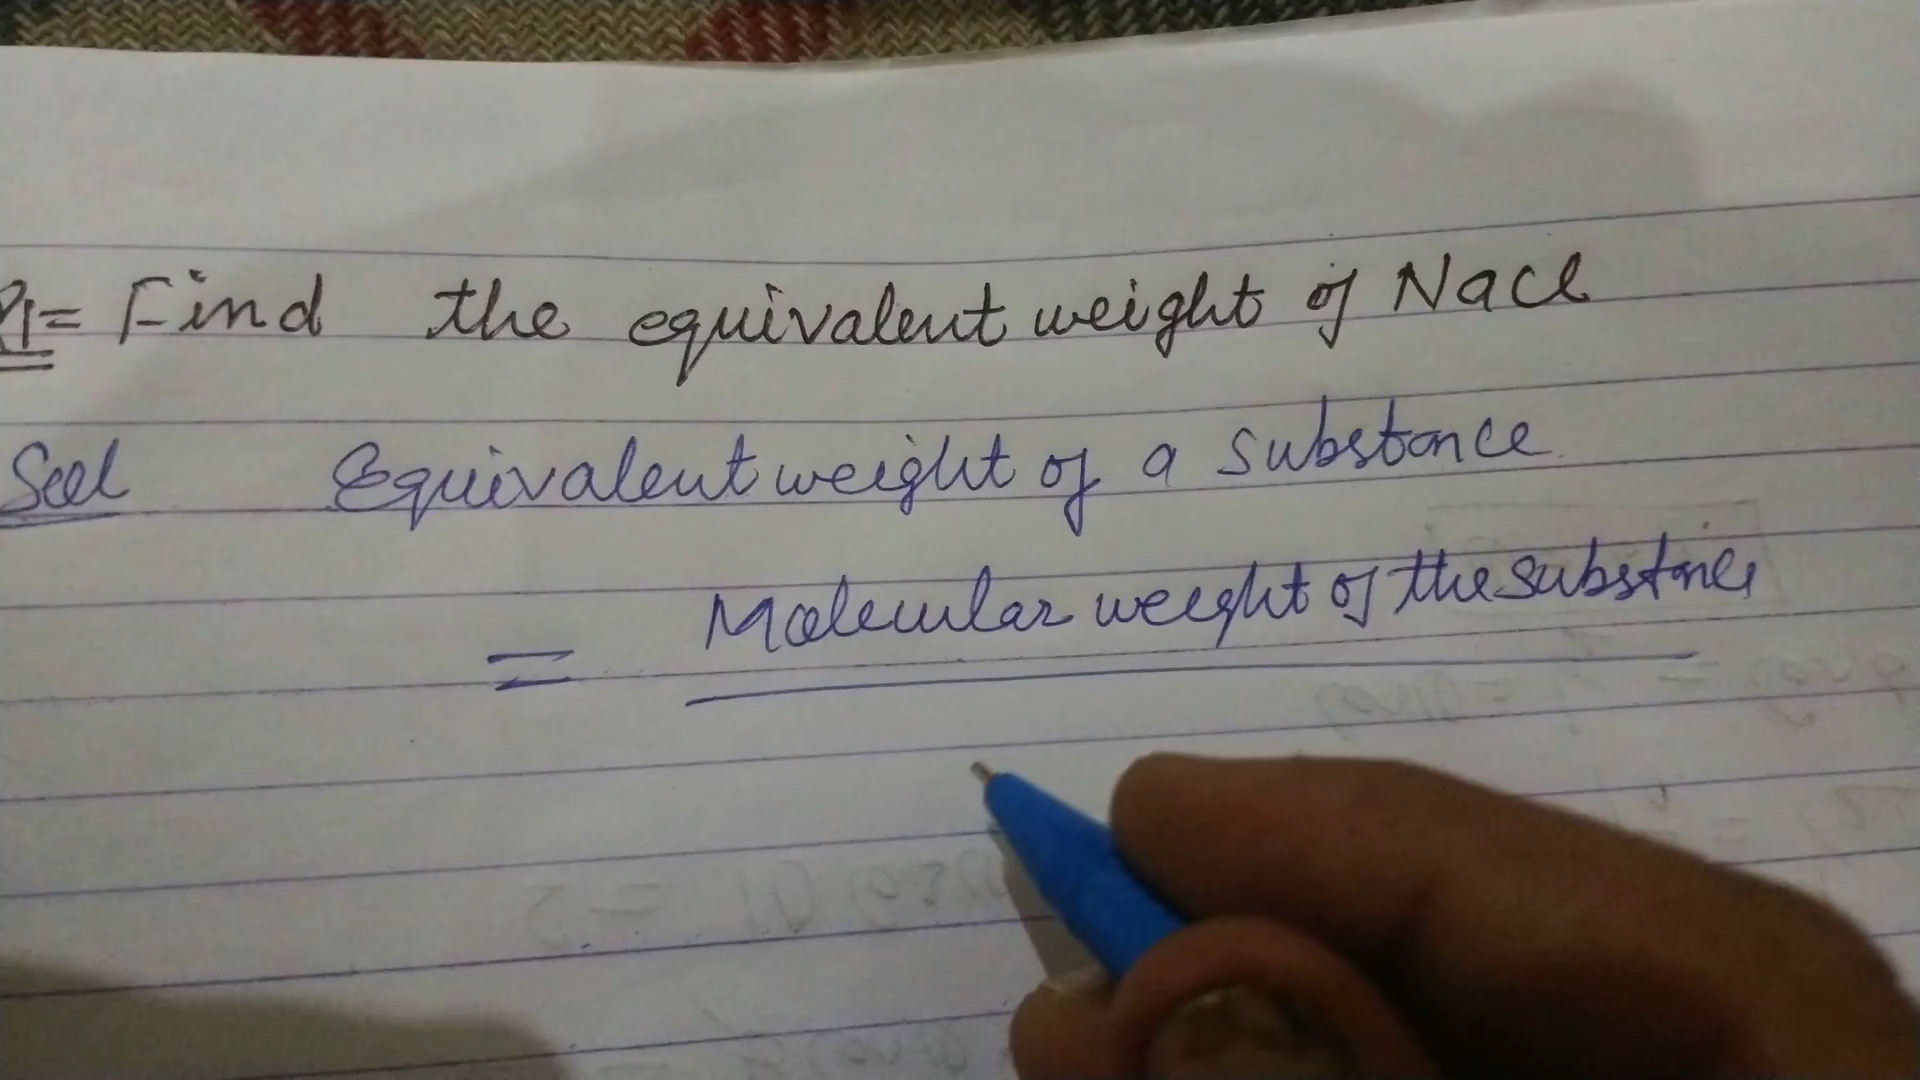 Q1= Find the equivalent weight of NaCl
Sol Equivalent weight of a substance
= Molecular weight of the substance